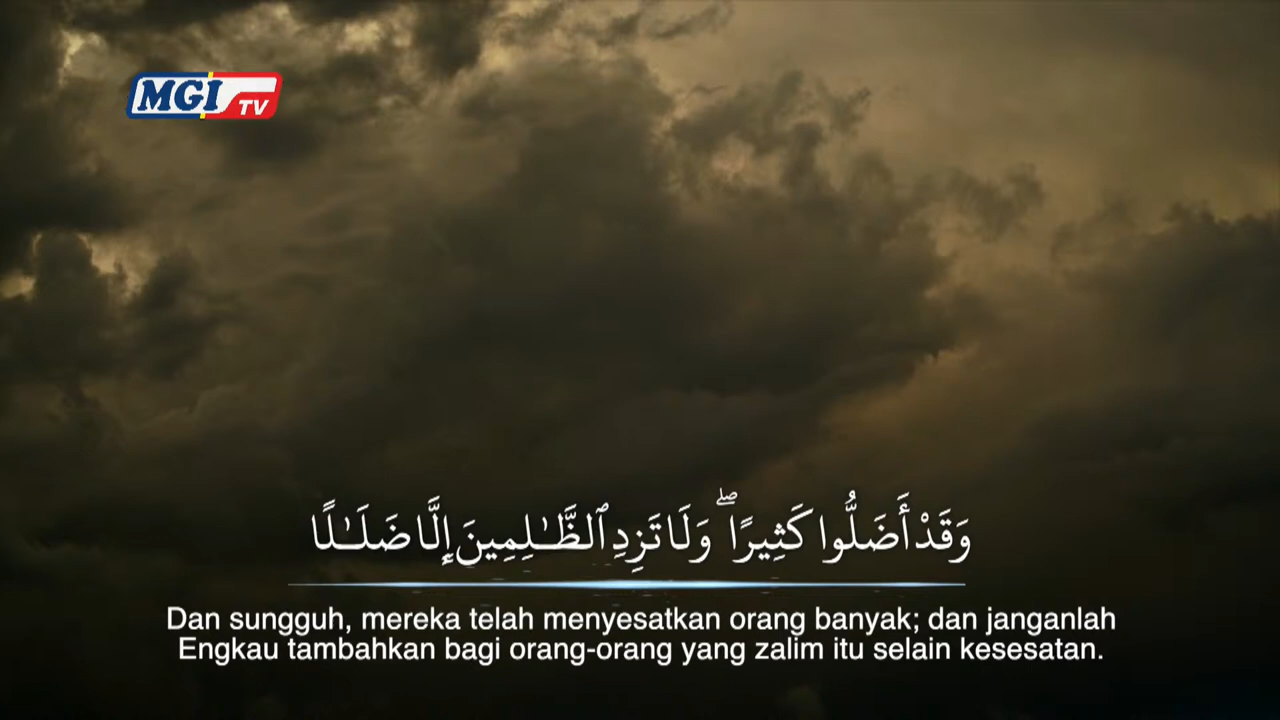 MGI TV
وَقَدْ أَضَلُّوا كَثِيرًا ۖ وَلَا تَزِدِ ٱلظَّـٰلِمِينَ إِلَّا ضَلَـٰلًا
Dan sungguh, mereka telah menyesatkan orang banyak; dan janganlah
Engkau tambahkan bagi orang-orang yang zalim itu selain kesesatan.